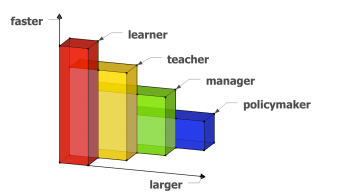 faster
learner
teacher
manager
policymaker
larger